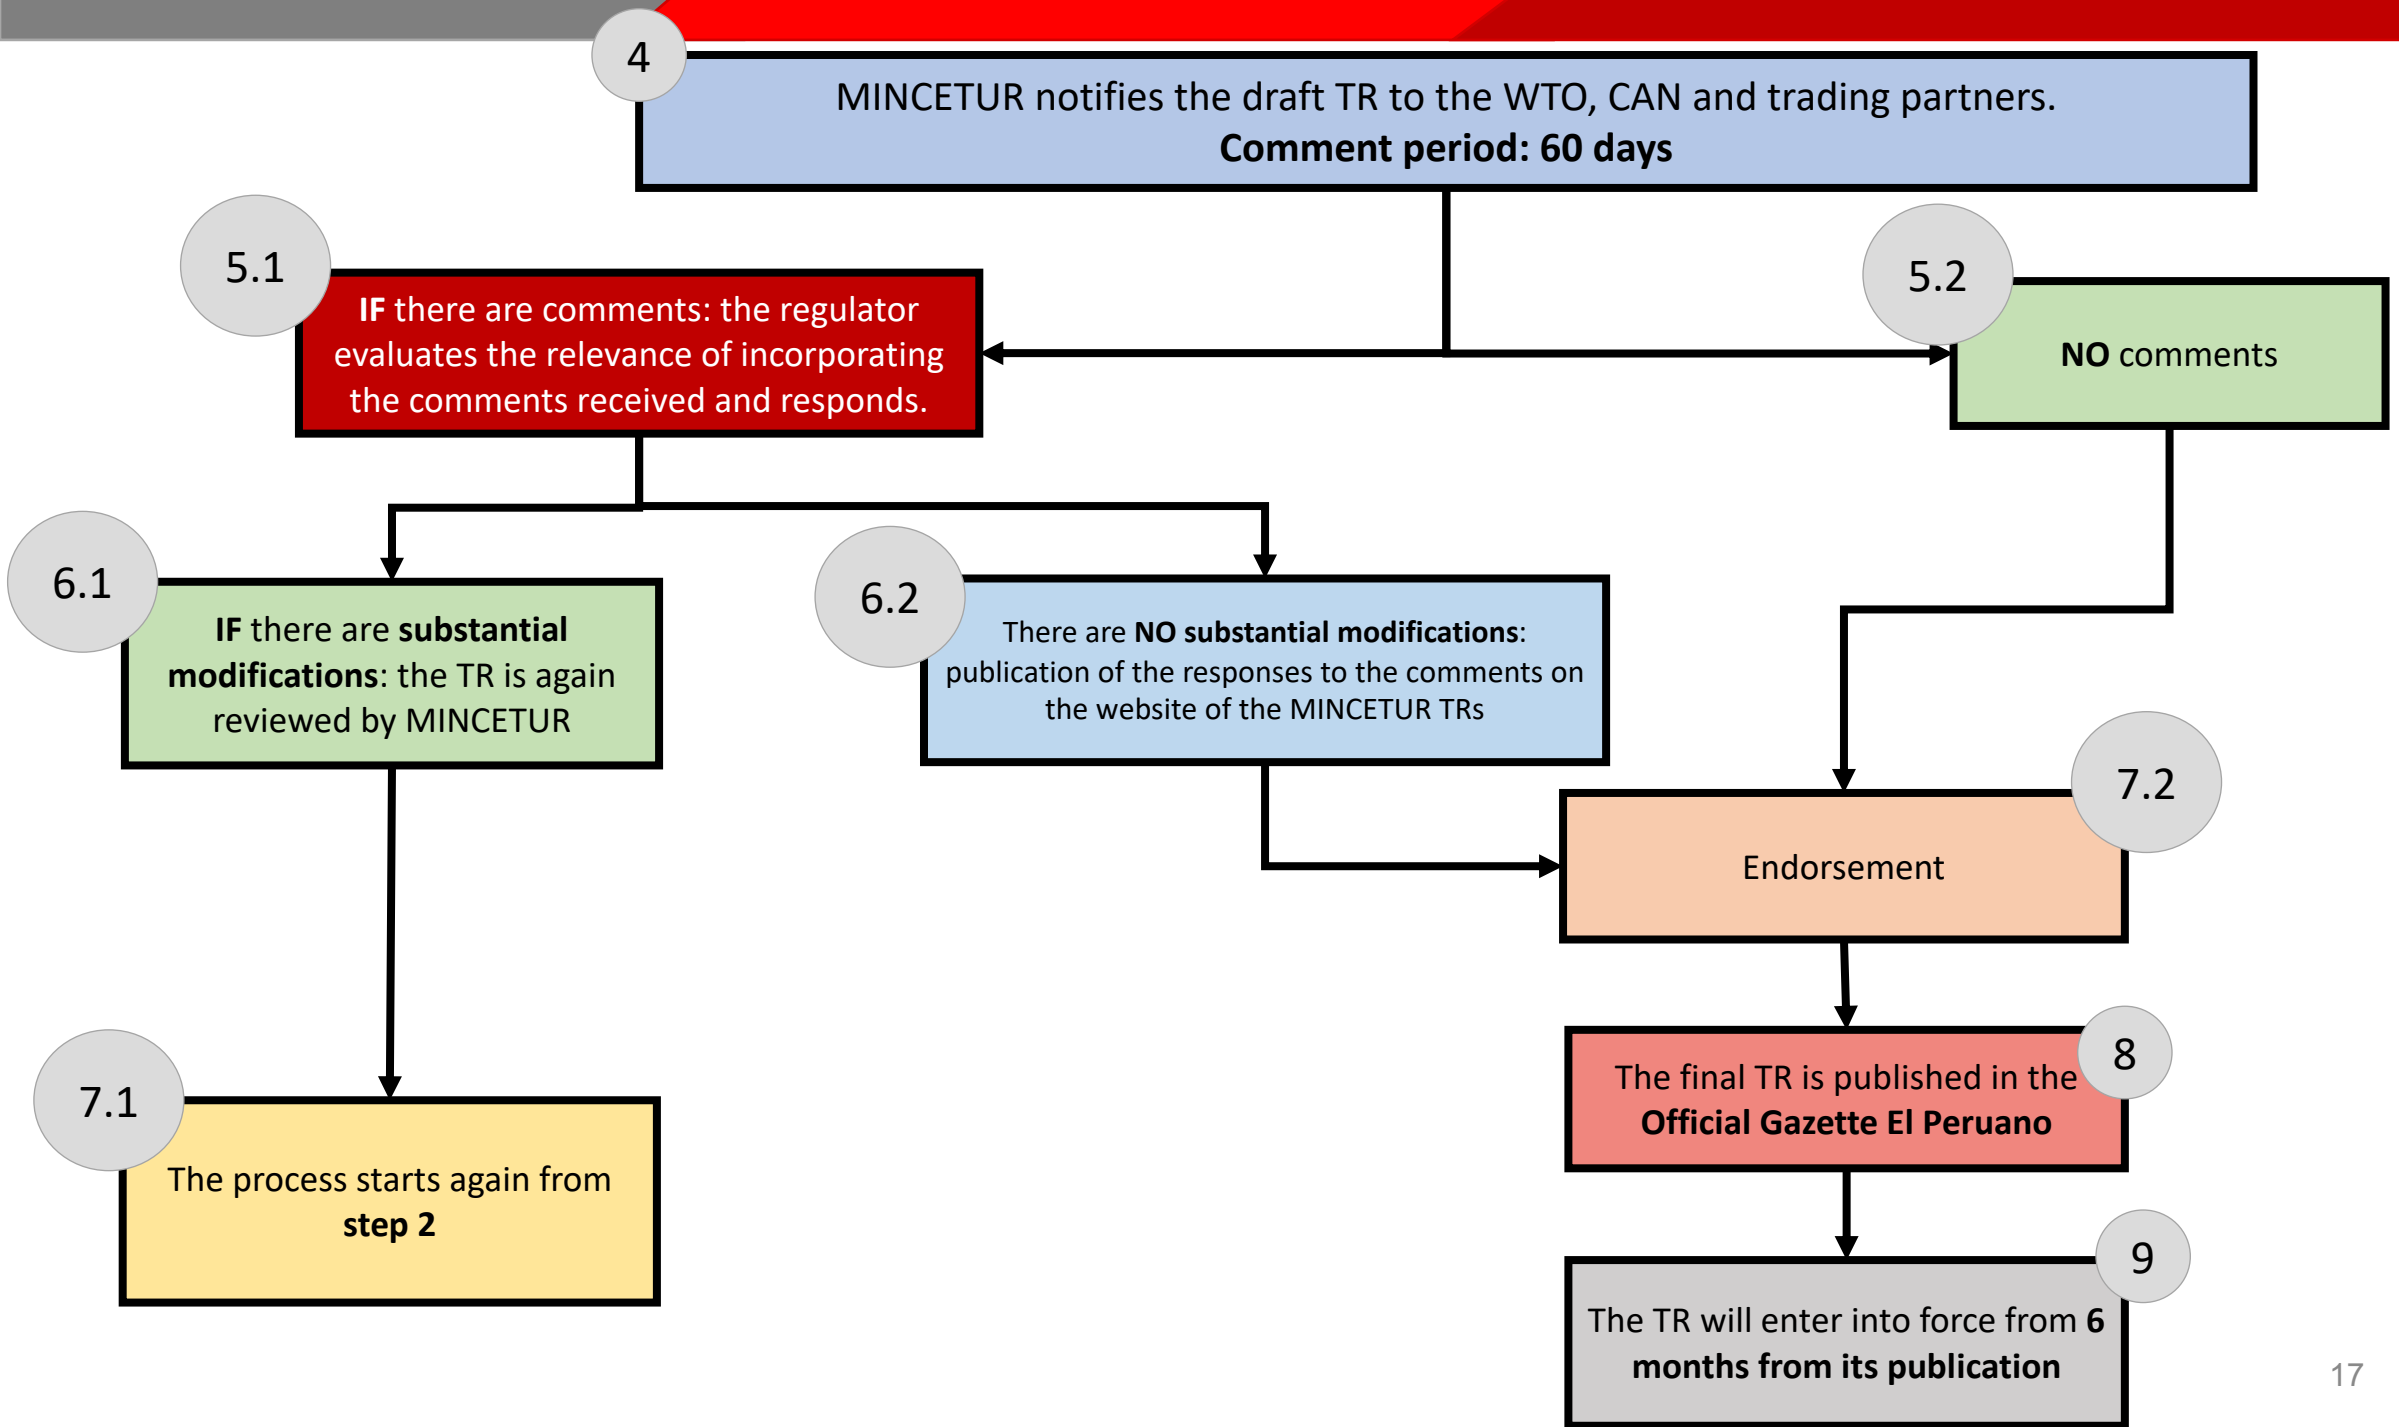 4
MINCETUR notifies the draft TR to the WTO, CAN and trading partners.
Comment period: 60 days
5.1
IF there are comments: the regulator
evaluates the relevance of incorporating
the comments received and responds.
5.2
NO comments
6.1
IF there are substantial
modifications: the TR is again
reviewed by MINCETUR
6.2
There are NO substantial modifications:
publication of the responses to the comments on
the website of the MINCETUR TRs
7.2
Endorsement
7.1
The process starts again from
step 2
8
The final TR is published in the
Official Gazette El Peruano
9
The TR will enter into force from 6
months from its publication
17